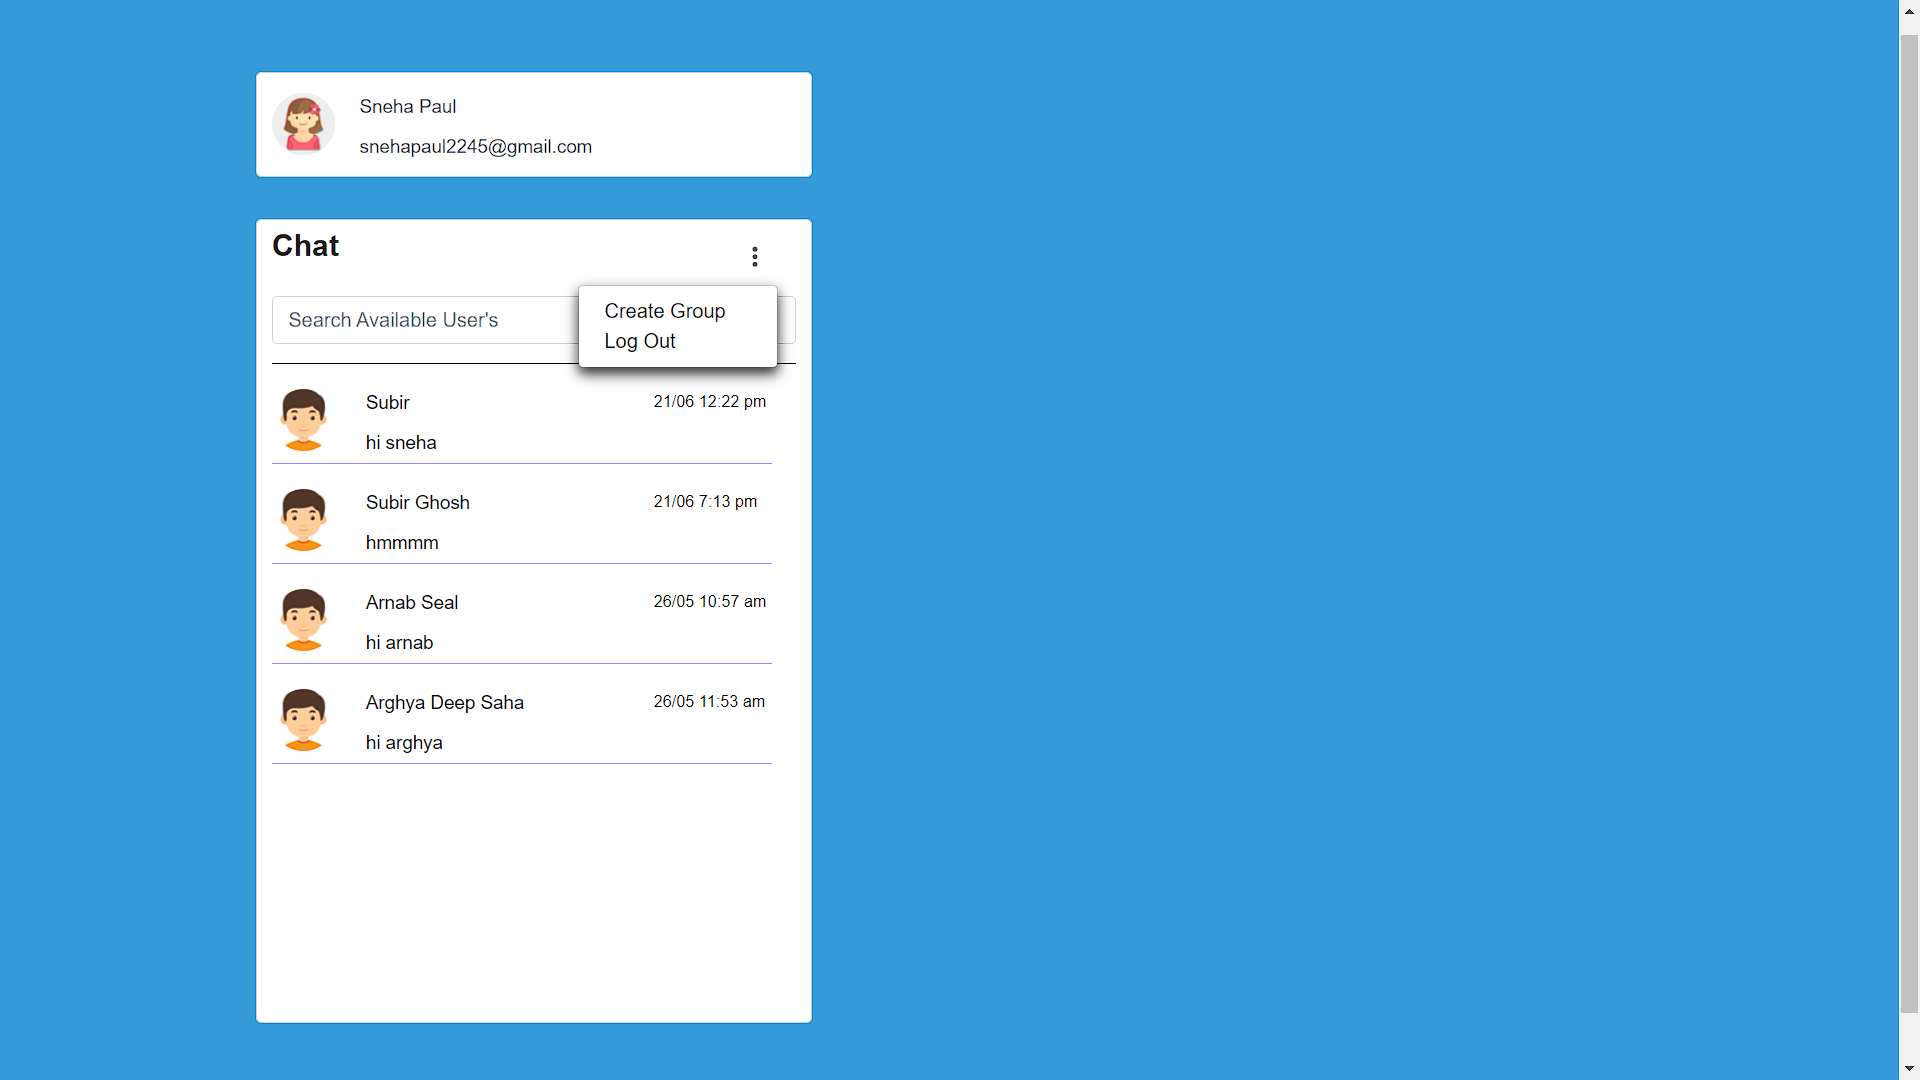 Sneha Paul
snehapaul2245@gmail.com
Chat
Search Available User's
Create Group
Log Out
Subir 21/06 12:22 pm
hi sneha
Subir Ghosh 21/06 7:13 pm
hmmmm
Arnab Seal 26/05 10:57 am
hi arnab
Arghya Deep Saha 26/05 11:53 am
hi arghya